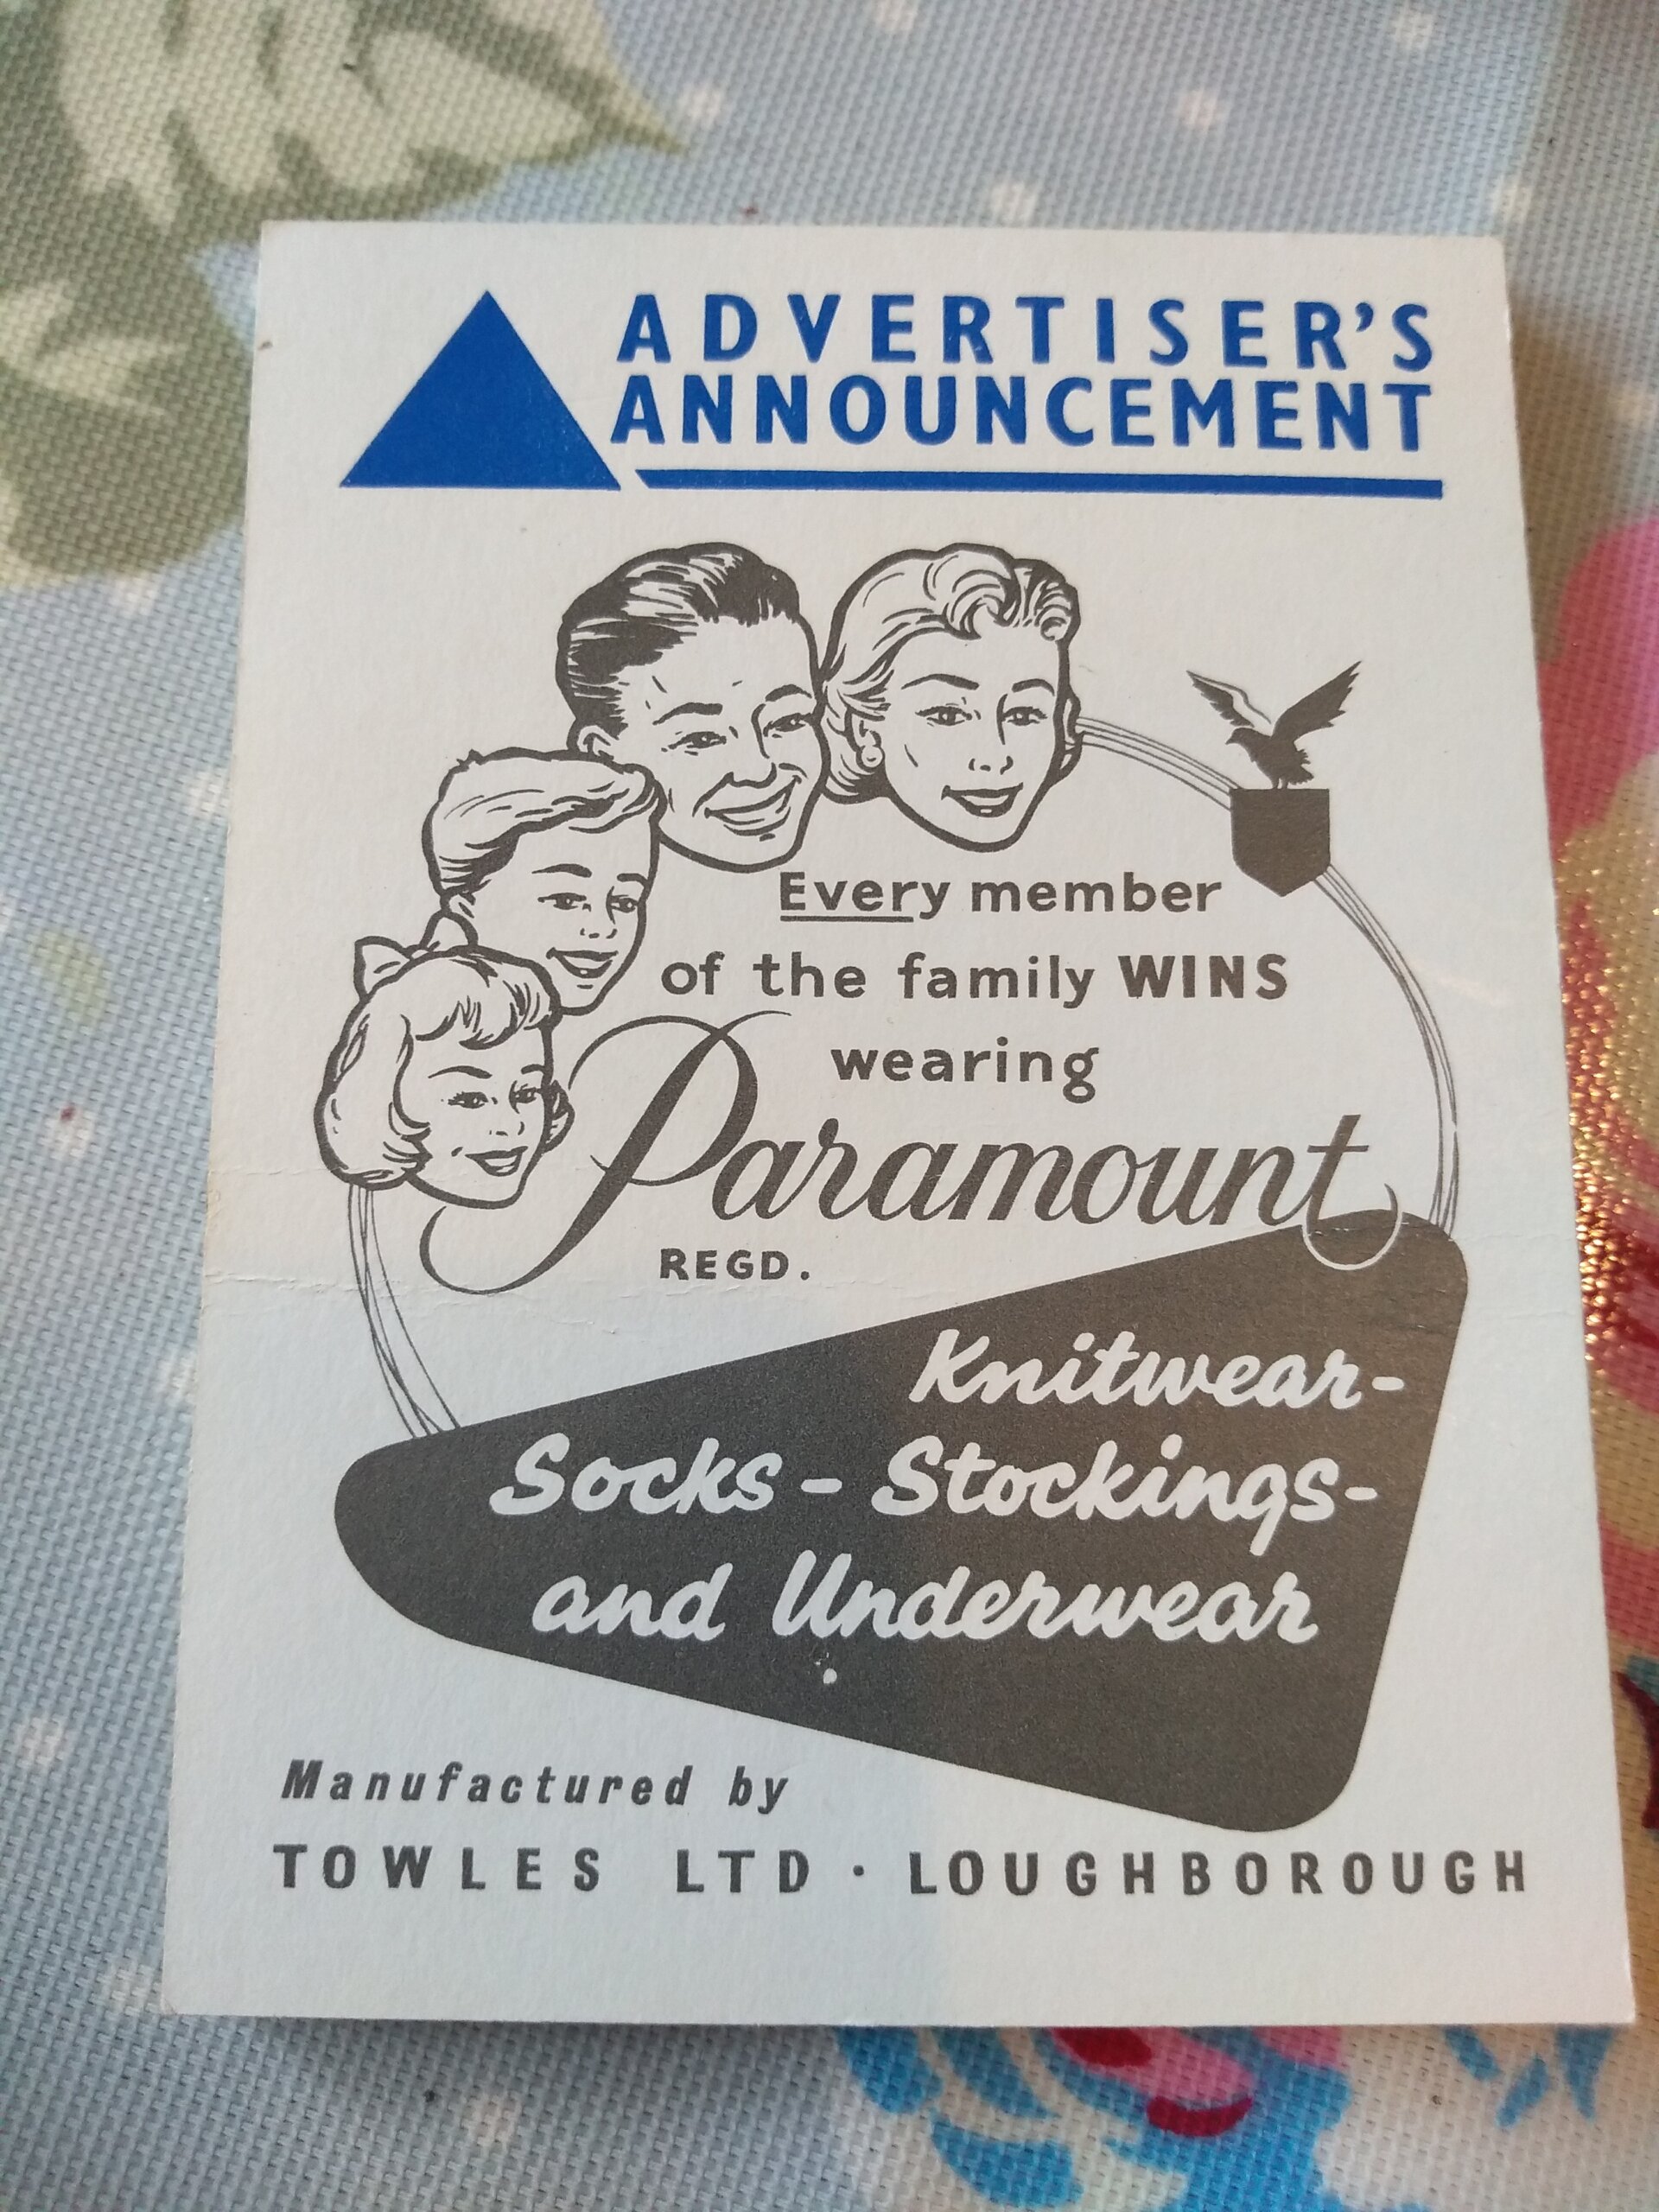 ADVERTISER'S
ANNOUNCEMENT
Every member
of the family WINS
wearing
Paramount
REGD.
Knitwear-
Socks - Stockings-
and Underwear
Manufactured by
TOWLES LTD · LOUGHBOROUGH